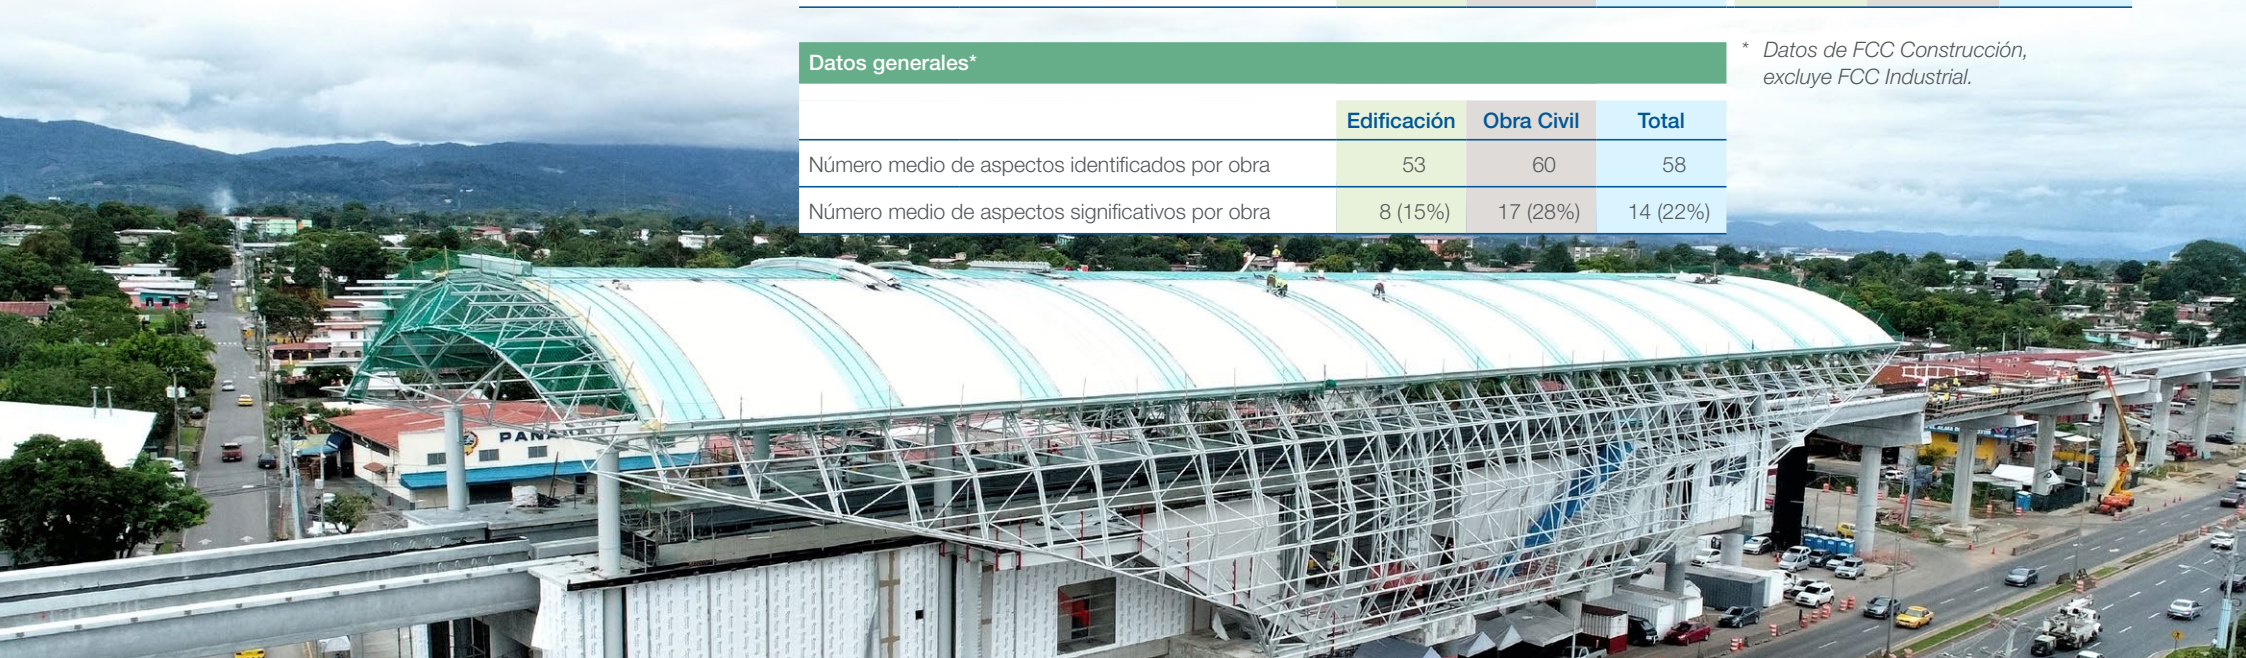 Datos generales*
* Datos de FCC Construcción,
excluye FCC Industrial.
Edificación Obra Civil Total
Número medio de aspectos identificados por obra 53 60 58
Número medio de aspectos significativos por obra 8 (15%) 17 (28%) 14 (22%)